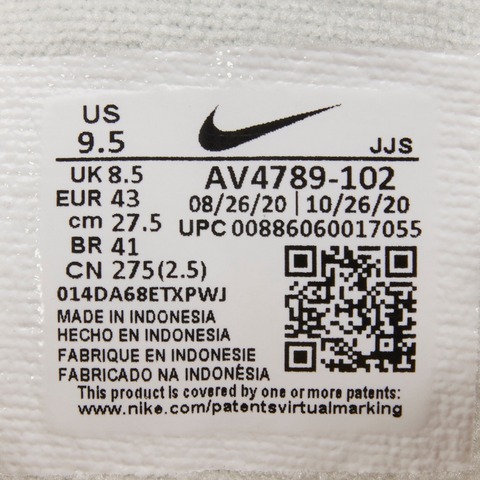 US
9.5
JJS
UK 8.5
EUR 43
cm 27.5
BR 41
CN 275(2.5)
AV4789-102
08/26/20 | 10/26/20
UPC 00886060017055
014DA68ETXPWJ
MADE IN INDONESIA
HECHO EN INDONESIA
FABRIQUE EN INDONESIE
FABRICADO NA INDONÉSIA
This product is covered by one or more patents:
www.nike.com/patentsvirtualmarking